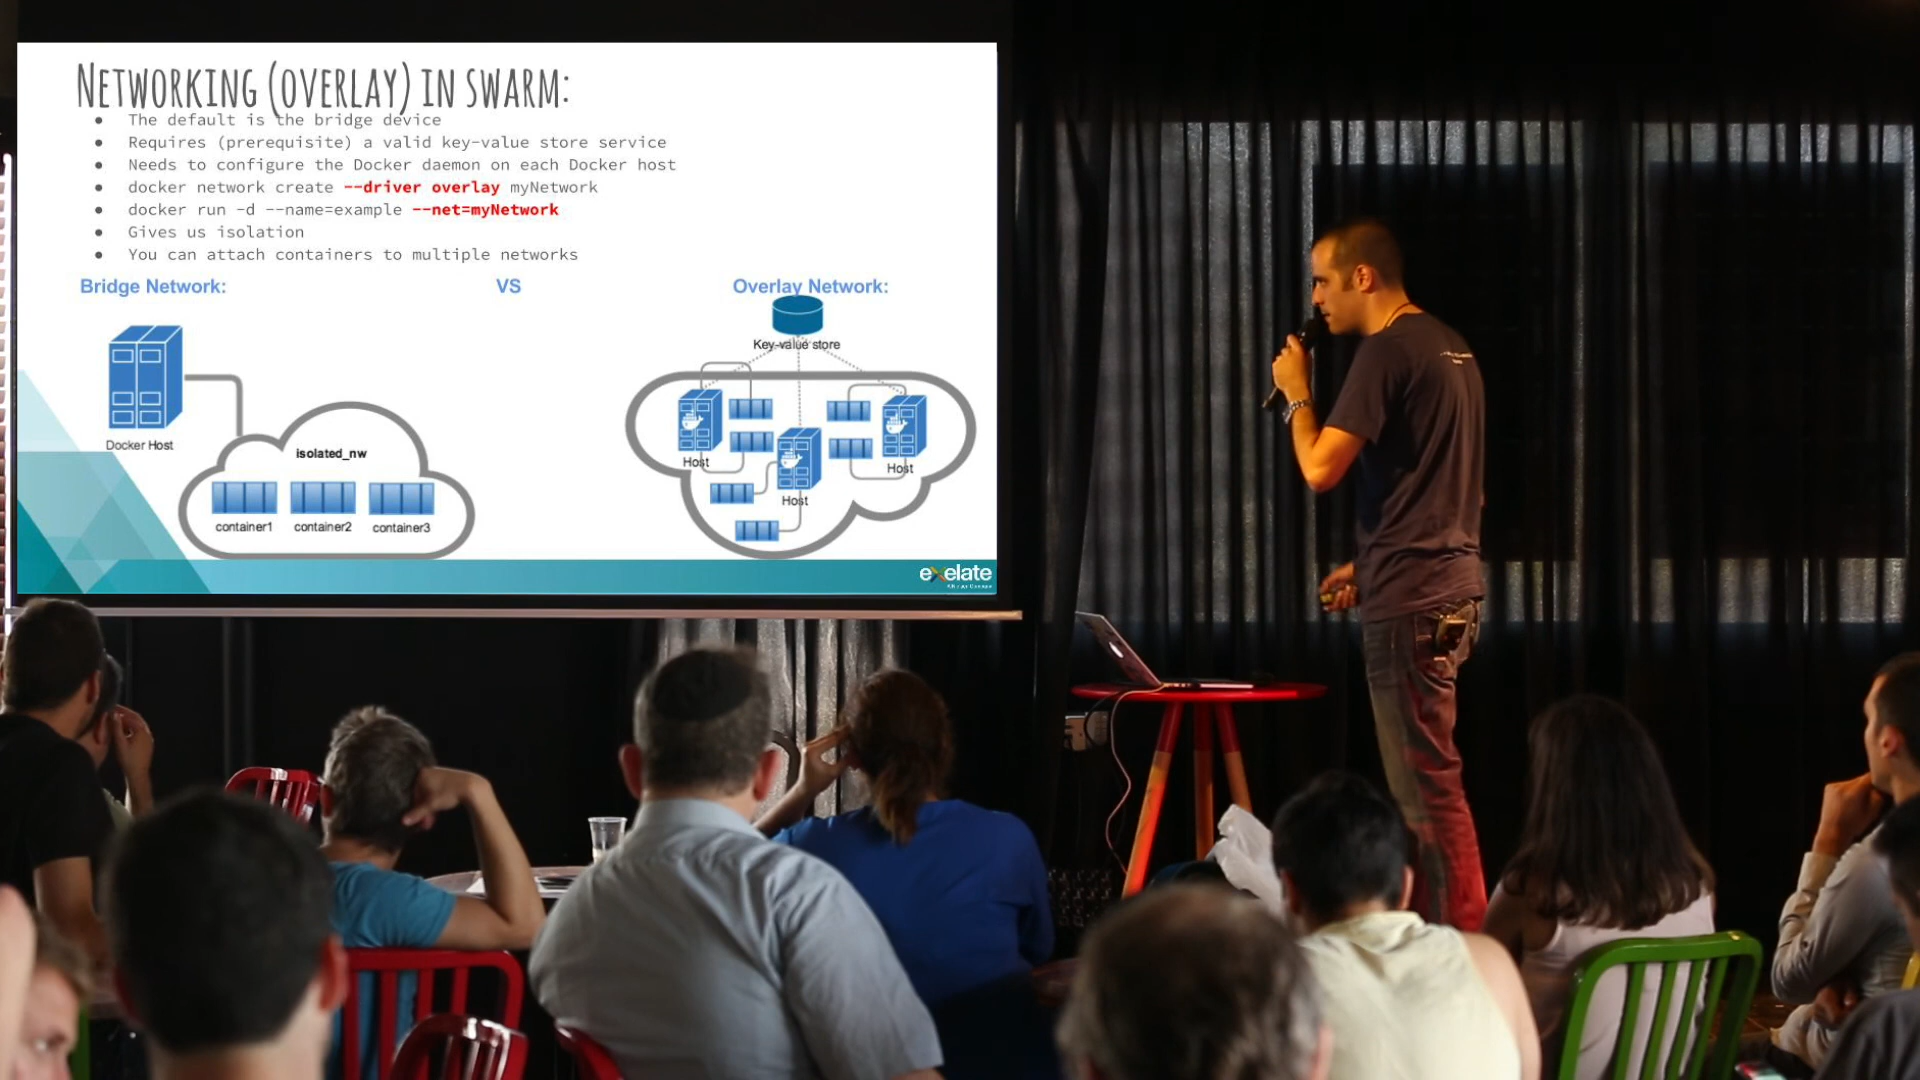 NETWORKING (OVERLAY) IN SWARM:
● The default is the bridge device
● Requires (prerequisite) a valid key-value store service
● Needs to configure the Docker daemon on each Docker host
● docker network create --driver overlay myNetwork
● docker run -d --name=example --net=myNetwork
● Gives us isolation
● You can attach containers to multiple networks
Bridge Network: VS Overlay Network:
Key-value store
Docker Host
isolated_nw
container1 container2 container3
Host
Host
Host
exelate